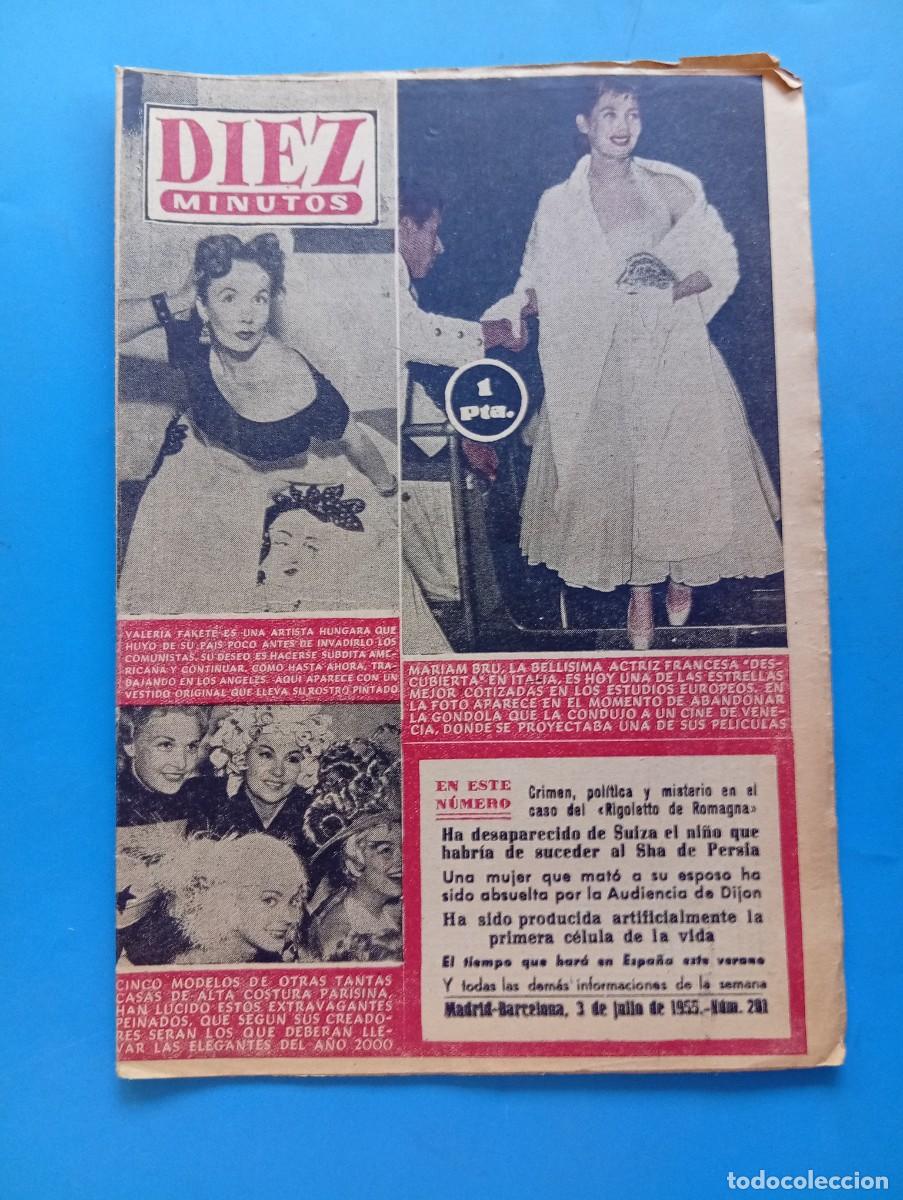 DIEZ
MINUTOS
1
Pta.
VALERIA FAKETE ES UNA ARTISTA HUNGARA QUE
HUYO DE SU PAIS POCO ANTES DE INVADIRLO LOS
COMUNISTAS. SU DESEO ES HACERSE SUBDITA AME-
RICANA Y CONTINUAR, COMO HASTA AHORA, TRA-
BAJANDO EN LOS ANGELES. AQUI APARECE CON UN
VESTIDO ORIGINAL QUE LLEVA SU ROSTRO PINTADO
MARIAM BRU, LA BELLISIMA ACTRIZ FRANCESA "DES-
CUBIERTA" EN ITALIA, ES HOY UNA DE LAS ESTRELLAS
MEJOR COTIZADAS EN LOS ESTUDIOS EUROPEOS. EN
LA FOTO APARECE EN EL MOMENTO DE ABANDONAR
LA GONDOLA QUE LA CONDUJO A UN CINE DE VENE-
CIA, DONDE SE PROYECTABA UNA DE SUS PELICULAS
CINCO MODELOS DE OTRAS TANTAS
CASAS DE ALTA COSTURA PARISINA,
HAN LUCIDO ESTOS EXTRAVAGANTES
PEINADOS, QUE SEGUN SUS CREADO-
RES SERAN LOS QUE DEBERAN LLE-
VAR LAS ELEGANTES DEL AÑO 2000
EN ESTE
NÚMERO
Crimen, política y misterio en el
caso del «Rigoletto de Romagna»
Ha desaparecido de Suiza el niño que
habría de suceder al Sha de Persia
Una mujer que mató a su esposo ha
sido absuelta por la Audiencia de Dijon
Ha sido producida artificialmente la
primera célula de la vida
El tiempo que hará en España este verano
Y todas las demás informaciones de la semana
Madrid-Barcelona, 3 de julio de 1955.-Núm. 201
todocoleccion